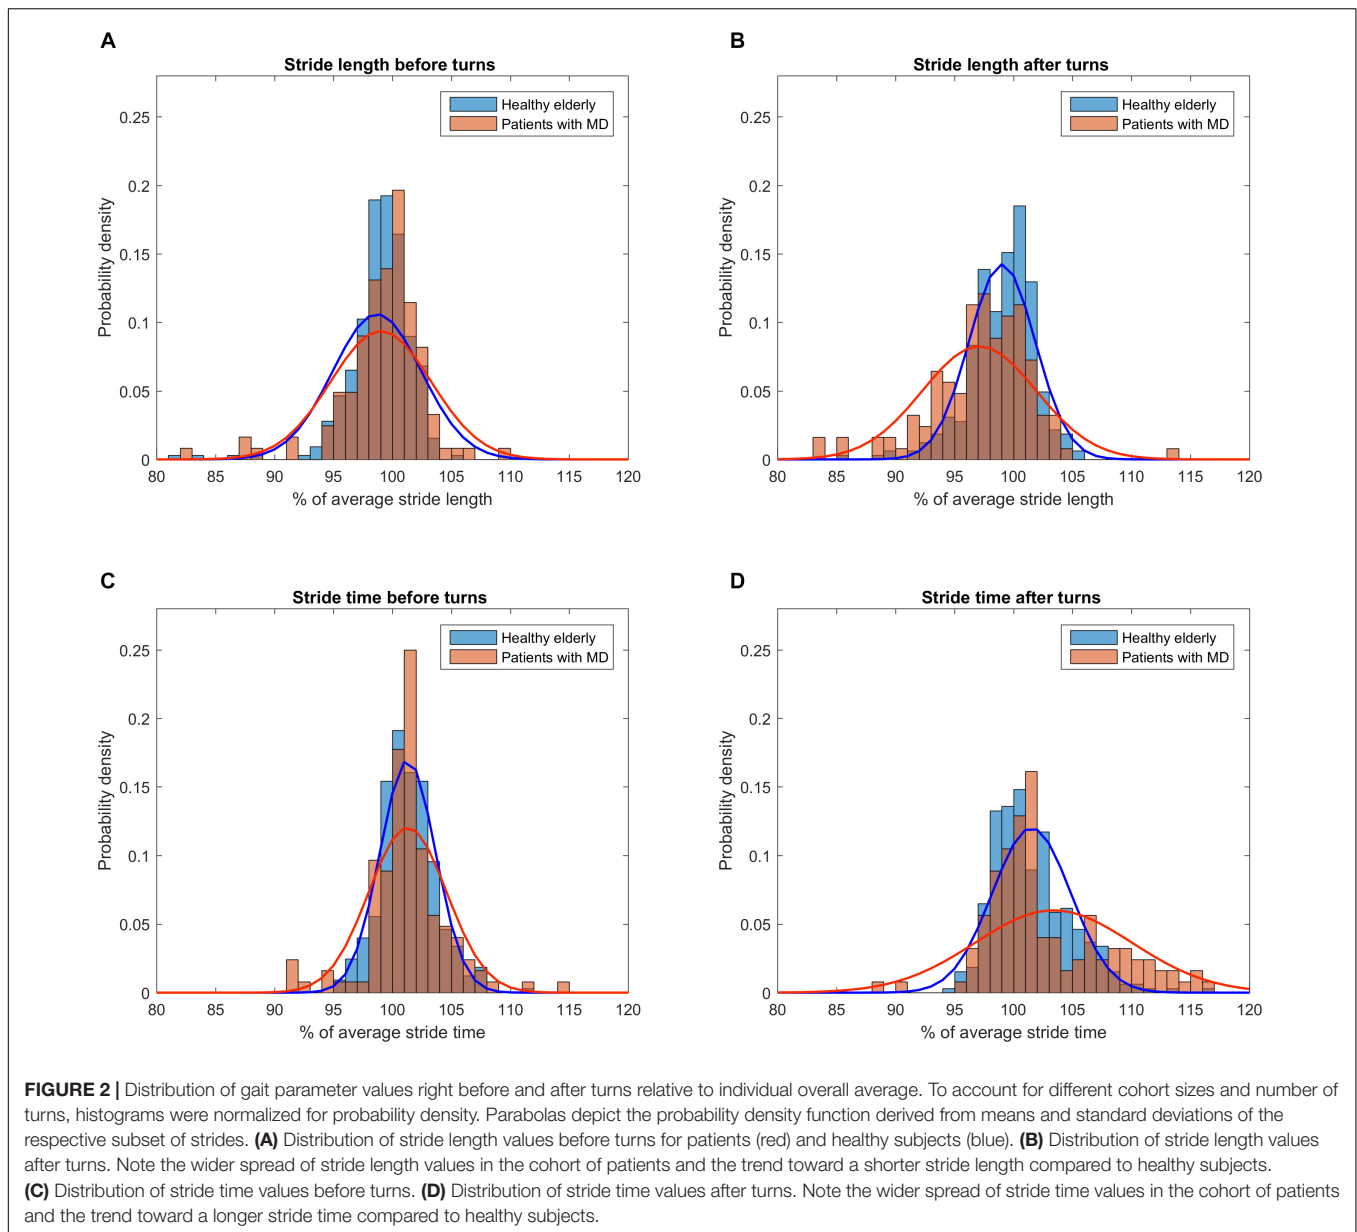 A
Stride length before turns
Healthy elderly
Patients with MD
0.25
0.2
0.15
0.1
0.05
0
Probability density
80 85 90 95 100 105 110 115 120
% of average stride length
B
Stride length after turns
Healthy elderly
Patients with MD
0.25
0.2
0.15
0.1
0.05
0
Probability density
80 85 90 95 100 105 110 115 120
% of average stride length
C
Stride time before turns
Healthy elderly
Patients with MD
0.25
0.2
0.15
0.1
0.05
0
Probability density
80 85 90 95 100 105 110 115 120
% of average stride time
D
Stride time after turns
Healthy elderly
Patients with MD
0.25
0.2
0.15
0.1
0.05
0
Probability density
80 85 90 95 100 105 110 115 120
% of average stride time
FIGURE 2 | Distribution of gait parameter values right before and after turns relative to individual overall average. To account for different cohort sizes and number of
turns, histograms were normalized for probability density. Parabolas depict the probability density function derived from means and standard deviations of the
respective subset of strides. (A) Distribution of stride length values before turns for patients (red) and healthy subjects (blue). (B) Distribution of stride length values
after turns. Note the wider spread of stride length values in the cohort of patients and the trend toward a shorter stride length compared to healthy subjects.
(C) Distribution of stride time values before turns. (D) Distribution of stride time values after turns. Note the wider spread of stride time values in the cohort of patients
and the trend toward a longer stride time compared to healthy subjects.